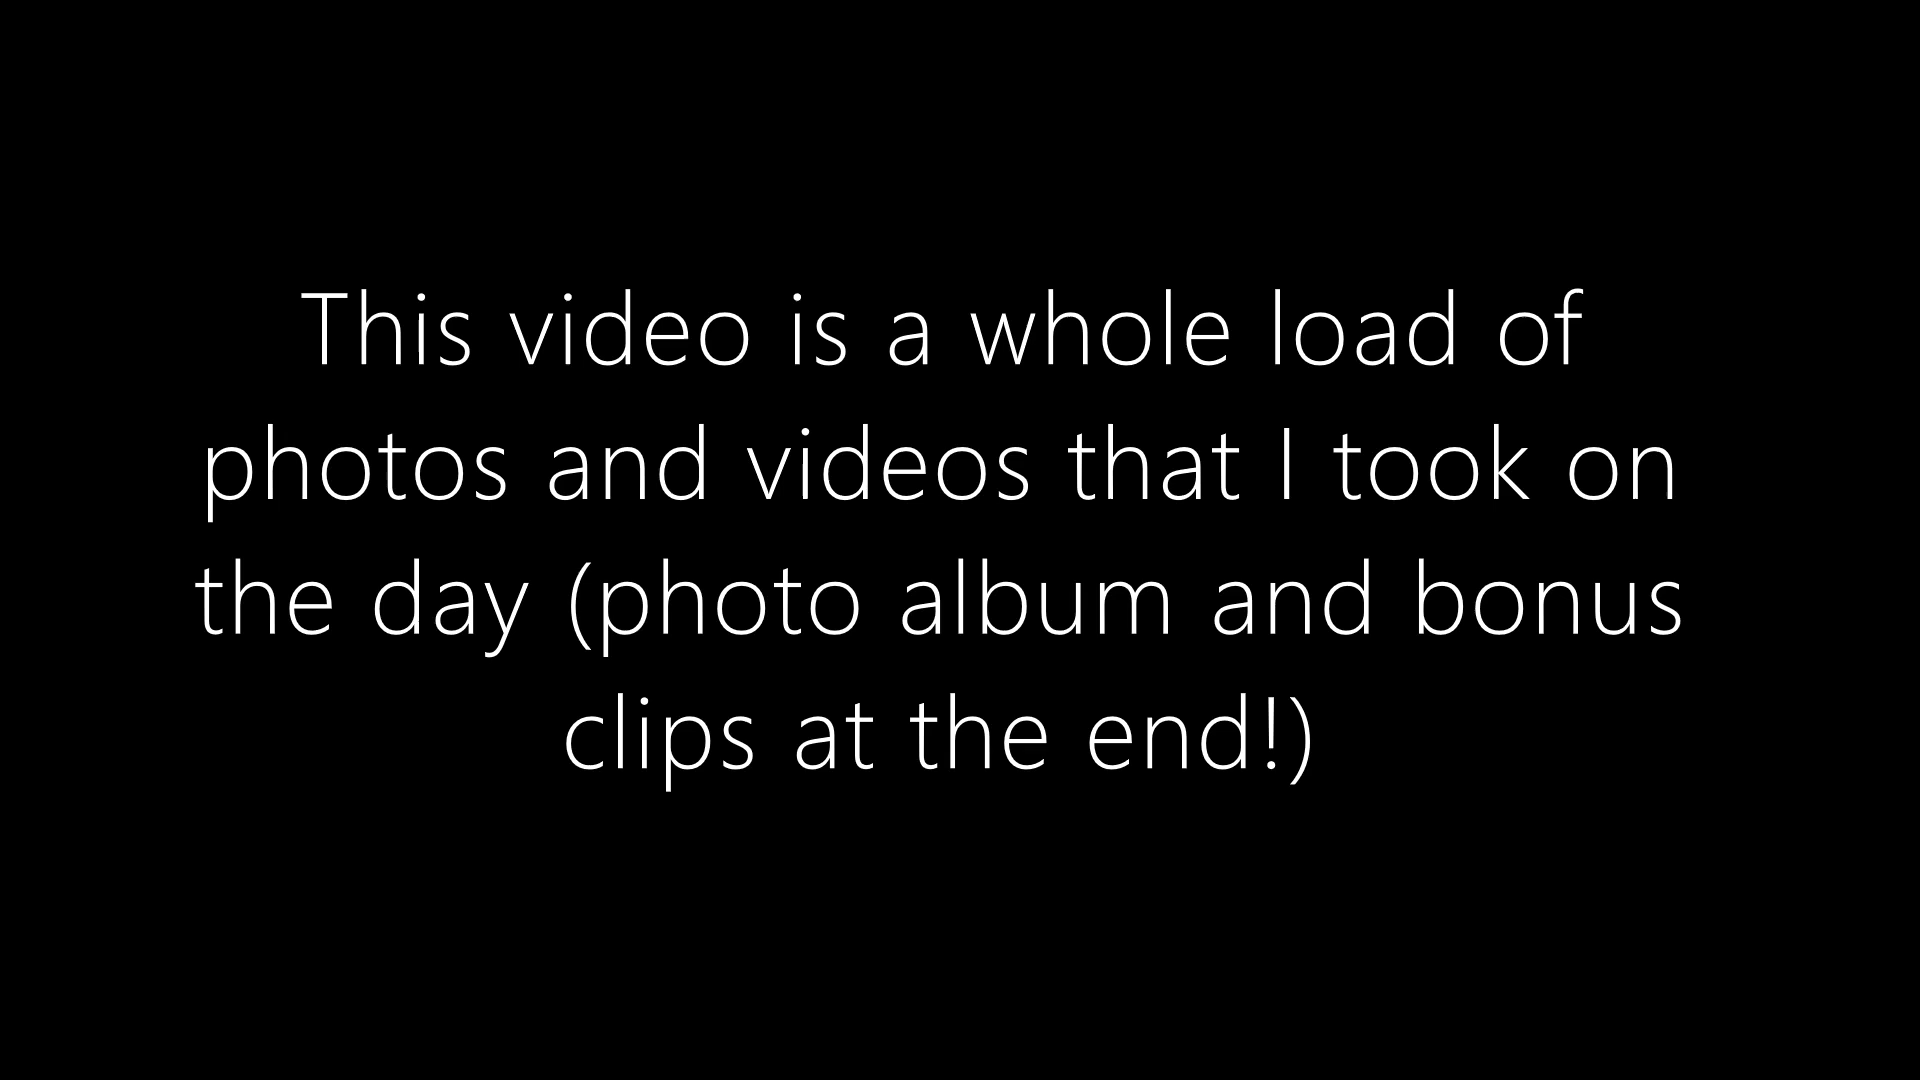 This video is a whole load of
photos and videos that I took on
the day (photo album and bonus
clips at the end!)